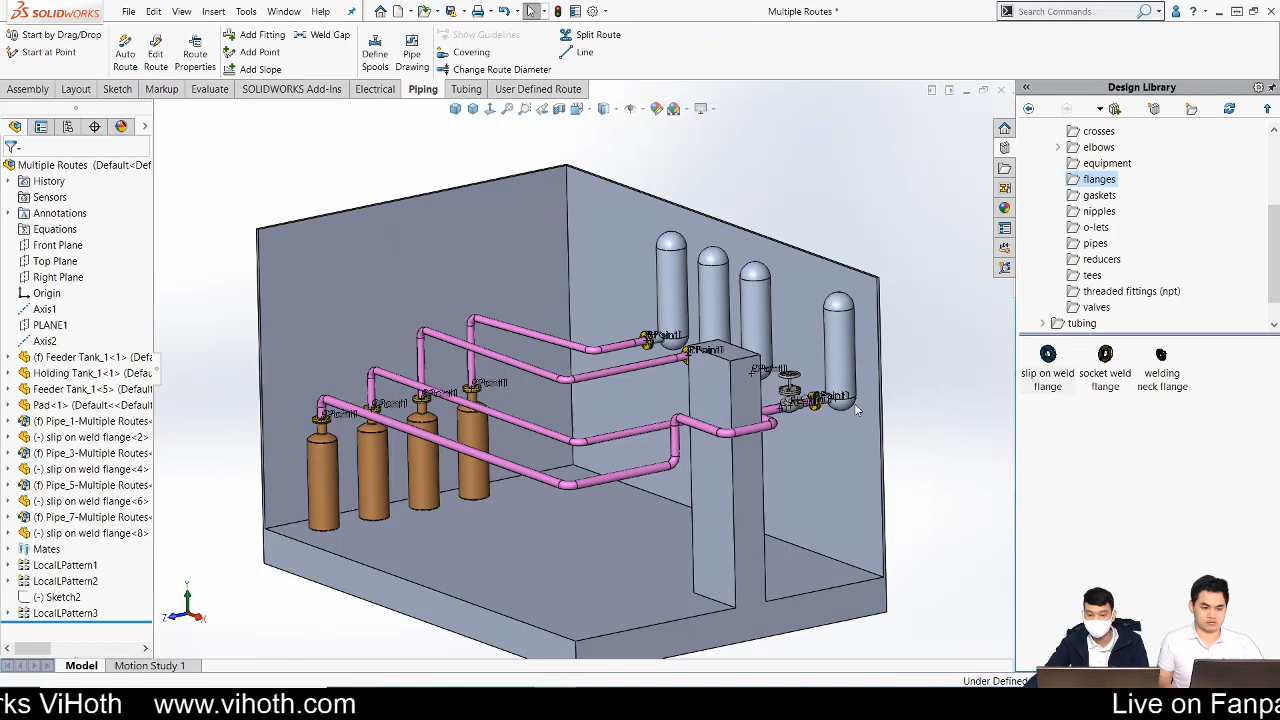 SOLIDWORKS
File Edit View Insert Tools Window Help
Multiple Routes *
Search Commands
Start by Drag/Drop
Start at Point
Auto Route
Edit Route
Route Properties
Add Fitting
Weld Gap
Add Point
Add Slope
Define Spools
Pipe Drawing
Show Guidelines
Covering
Change Route Diameter
Split Route
Line
Assembly Layout Sketch Markup Evaluate SOLIDWORKS Add-Ins Electrical Piping Tubing User Defined Route
Multiple Routes (Default<Def
History
Sensors
Annotations
Equations
Front Plane
Top Plane
Right Plane
Origin
Axis1
PLANE1
Axis2
(f) Feeder Tank_1<1> (Defa
Holding Tank_1<1> (Defaul
Feeder Tank_1<5> (Default
Pad<1> (Default<<Default>
(f) Pipe_1-Multiple Routes<
(-) slip on weld flange<2>
(f) Pipe_3-Multiple Routes<
(-) slip on weld flange<4>
(f) Pipe_5-Multiple Routes<
(-) slip on weld flange<6>
(f) Pipe_7-Multiple Routes<
(-) slip on weld flange<8>
Mates
LocalLPattern1
LocalLPattern2
(-) Sketch2
LocalLPattern3
Y
Z
X
Design Library
crosses
elbows
equipment
flanges
gaskets
nipples
o-lets
pipes
reducers
tees
threaded fittings (npt)
valves
tubing
slip on weld flange
socket weld flange
welding neck flange
Model Motion Study 1
Under Defined
rks ViHoth www.vihoth.com
Live on Fanpa